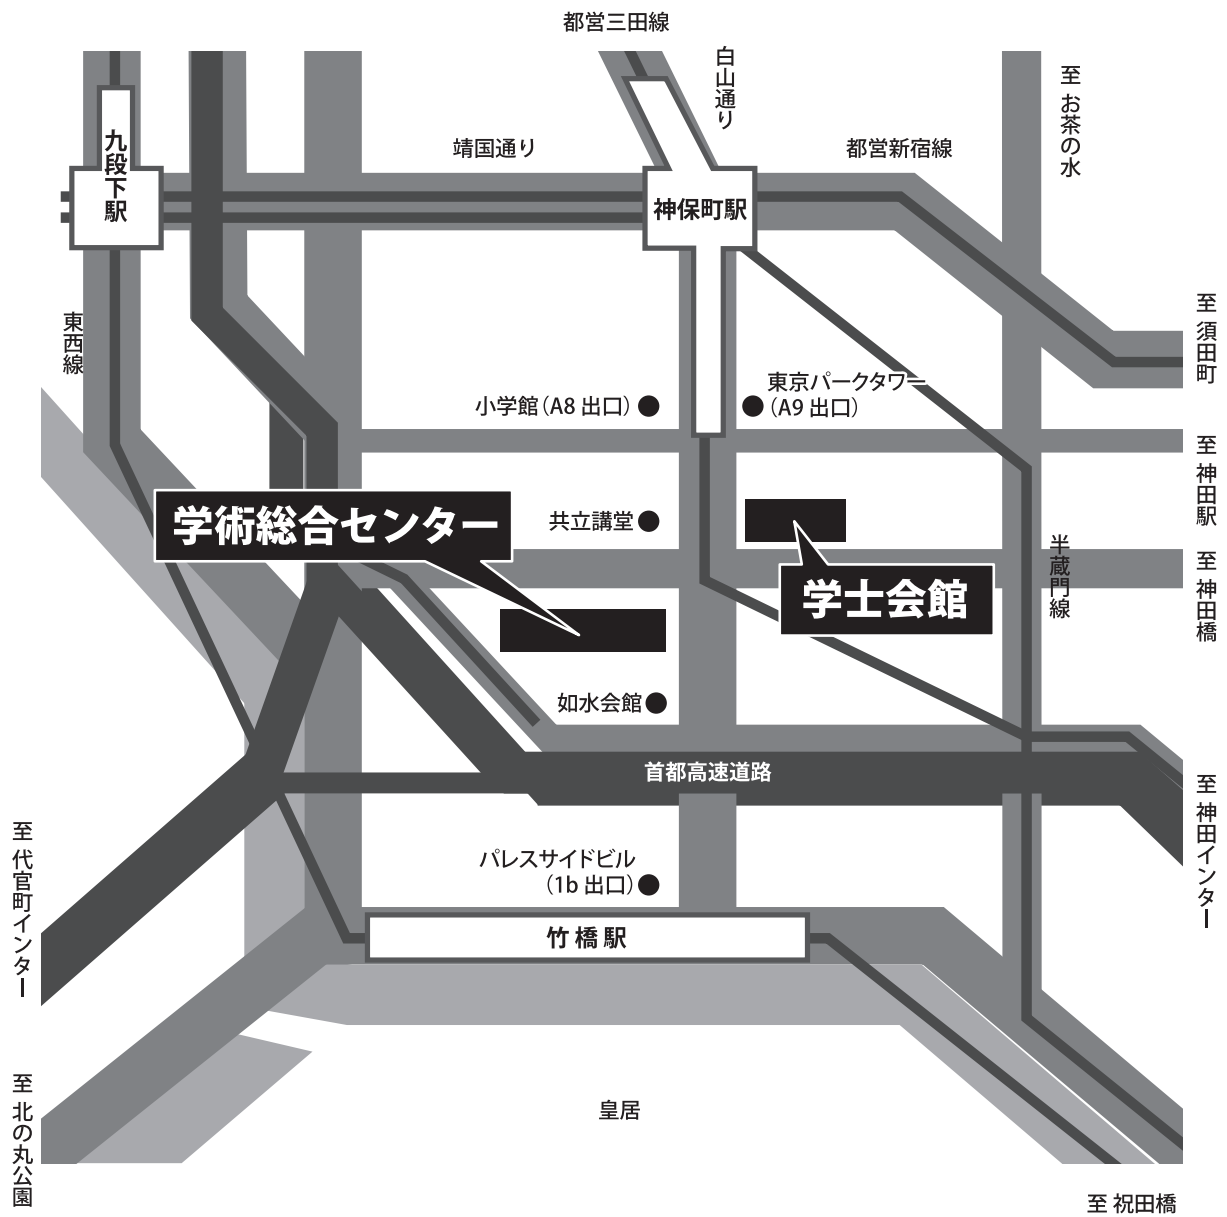 都営三田線
白山通り
至 お茶の水
靖国通り
都営新宿線
九段下駅
神保町駅
東西線
至 須田町
小学館（A8 出口）
東京パークタワー
（A9 出口）
至 神田駅
学術総合センター
共立講堂
学士会館
半蔵門線
至 神田橋
如水会館
首都高速道路
至 神田インター
至 代官町インター
パレスサイドビル
（1b 出口）
竹橋駅
至 北の丸公園
皇居
至 祝田橋